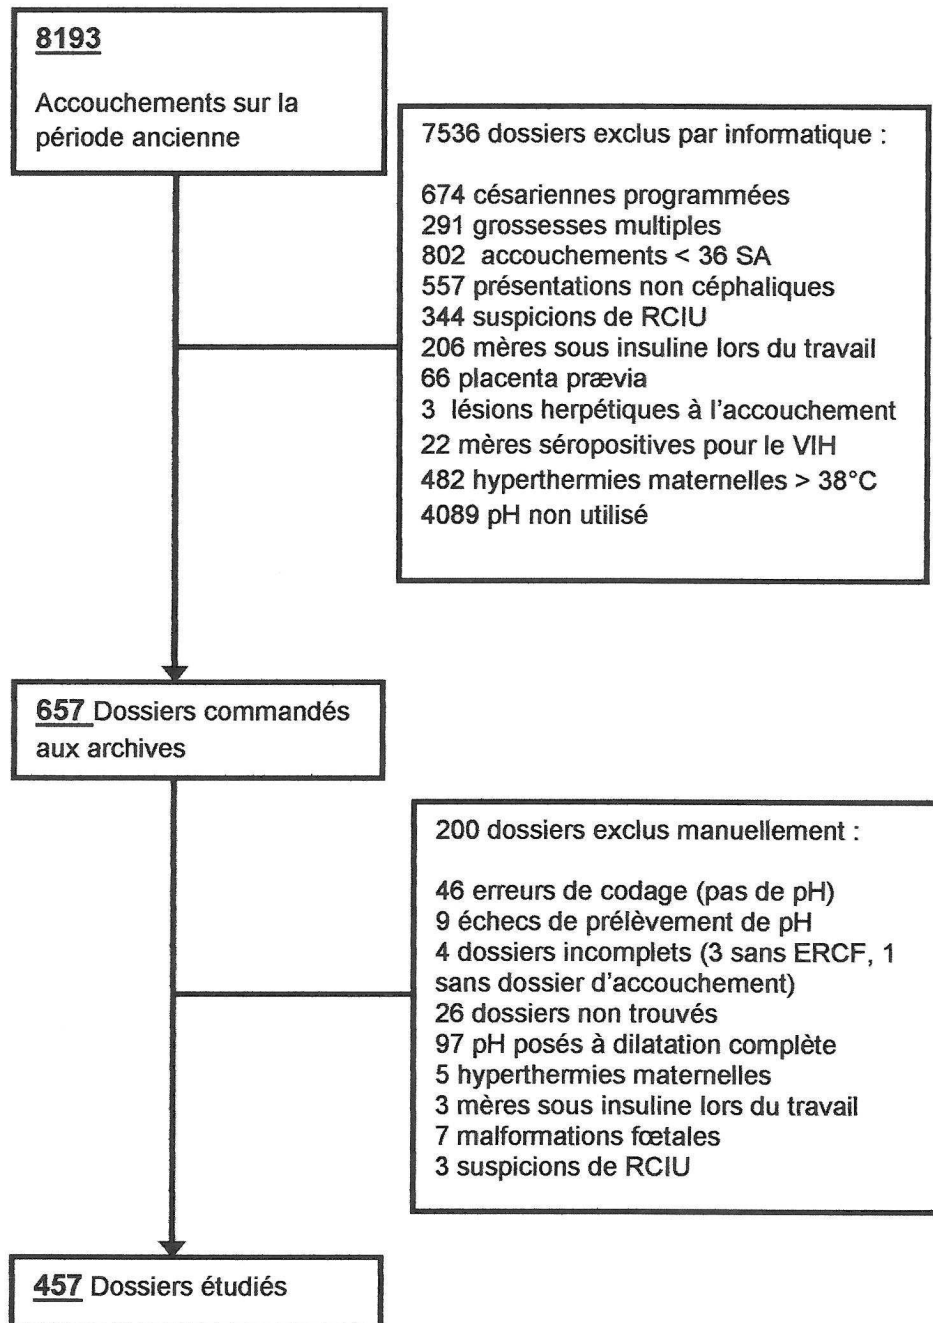 8193
Accouchements sur la
période ancienne
7536 dossiers exclus par informatique :
674 césariennes programmées
291 grossesses multiples
802 accouchements < 36 SA
557 présentations non céphaliques
344 suspicions de RCIU
206 mères sous insuline lors du travail
66 placenta prævia
3 lésions herpétiques à l'accouchement
22 mères séropositives pour le VIH
482 hyperthermies maternelles > 38°C
4089 pH non utilisé
657 Dossiers commandés
aux archives
200 dossiers exclus manuellement :
46 erreurs de codage (pas de pH)
9 échecs de prélèvement de pH
4 dossiers incomplets (3 sans ERCF, 1
sans dossier d'accouchement)
26 dossiers non trouvés
97 pH posés à dilatation complète
5 hyperthermies maternelles
3 mères sous insuline lors du travail
7 malformations fœtales
3 suspicions de RCIU
457 Dossiers étudiés